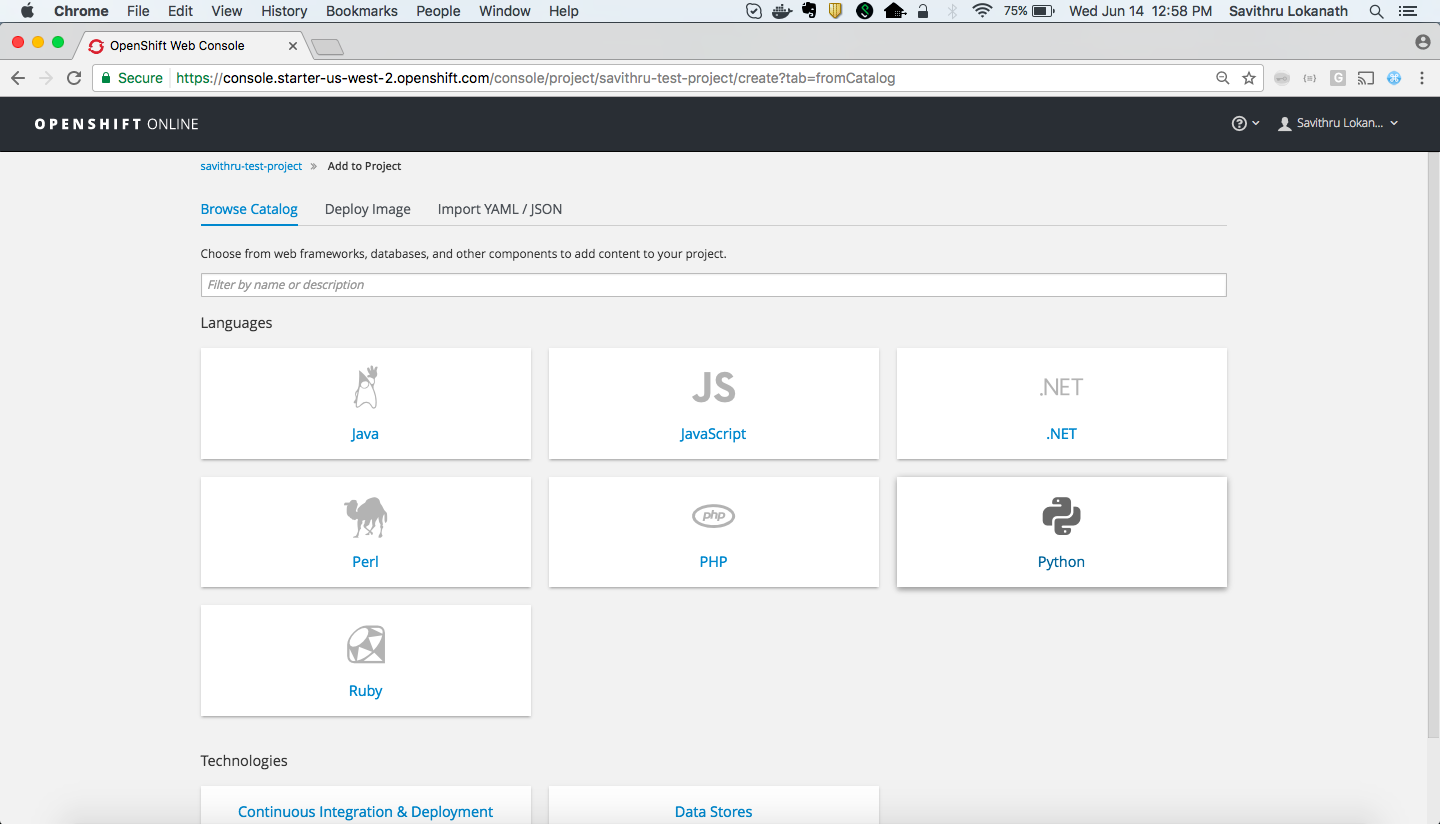 Chrome File Edit View History Bookmarks People Window Help 75% Wed Jun 14 12:58 PM Savithru Lokanath
OpenShift Web Console
Secure https://console.starter-us-west-2.openshift.com/console/project/savithru-test-project/create?tab=fromCatalog
OPENSHIFT ONLINE
Savithru Lokan...
savithru-test-project » Add to Project
Browse Catalog Deploy Image Import YAML / JSON
Choose from web frameworks, databases, and other components to add content to your project.
Filter by name or description
Languages
JS .NET
Java JavaScript .NET
php
Perl PHP Python
Ruby
Technologies
Continuous Integration & Deployment Data Stores